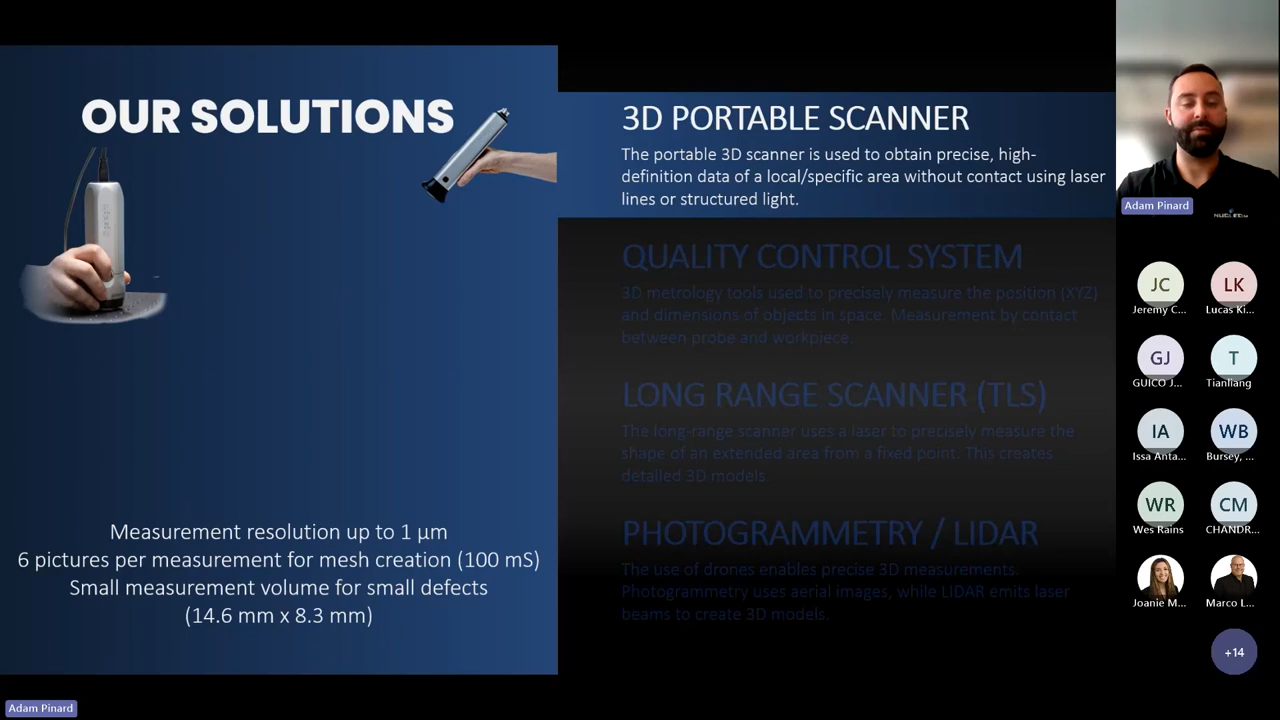 OUR SOLUTIONS
Measurement resolution up to 1 µm
6 pictures per measurement for mesh creation (100 mS)
Small measurement volume for small defects
(14.6 mm x 8.3 mm)
3D PORTABLE SCANNER
The portable 3D scanner is used to obtain precise, high-
definition data of a local/specific area without contact using laser
lines or structured light.
QUALITY CONTROL SYSTEM
3D metrology tools used to precisely measure the position (XYZ)
and dimensions of objects in space. Measurement by contact
between probe and workpiece.
LONG RANGE SCANNER (TLS)
The long-range scanner uses a laser to precisely measure the
shape of an extended area from a fixed point. This creates
detailed 3D models.
PHOTOGRAMMETRY / LIDAR
The use of drones enables precise 3D measurements.
Photogrammetry uses aerial images, while LIDAR emits laser
beams to create 3D models.
Adam Pinard
JC
LK
Jeremy C...
Lucas Ki...
GJ
T
GUICO J...
Tianliang
IA
WB
Issa Anta...
Bursey, ...
WR
CM
Wes Rains
CHANDR...
Joanie M...
Marco L...
+14
Adam Pinard